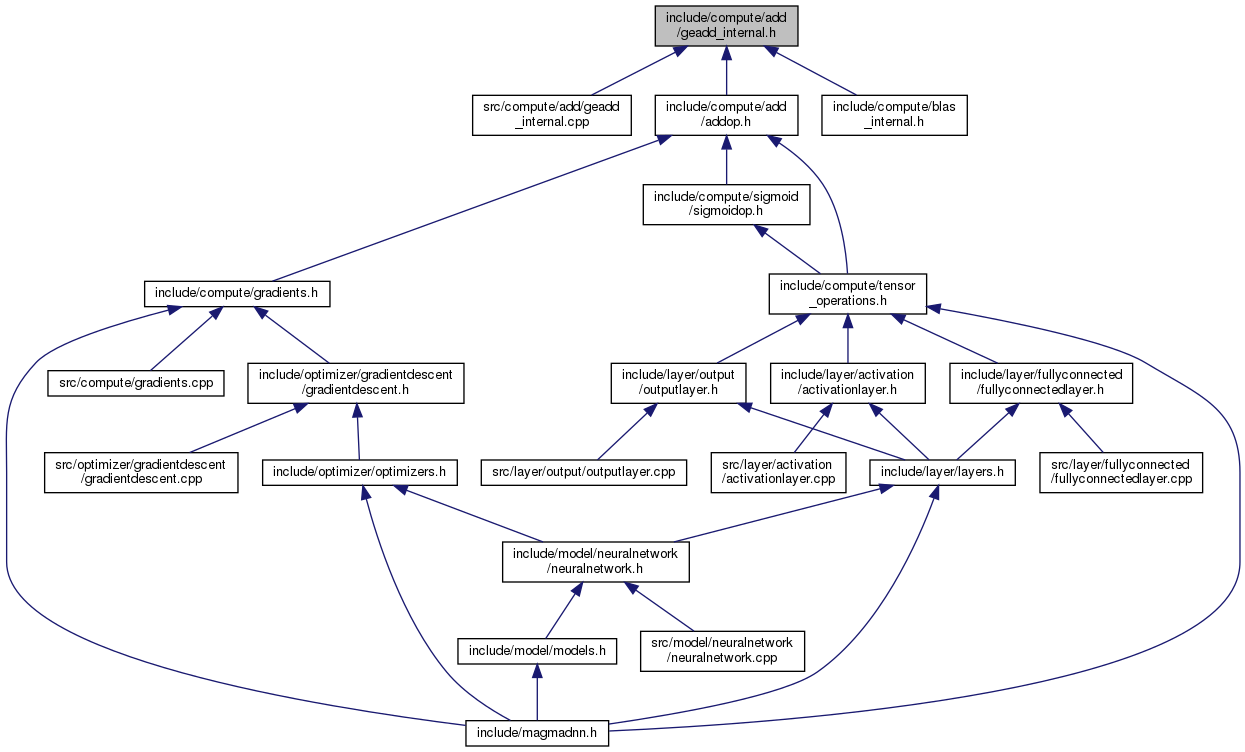 include/compute/add
/geadd_internal.h
src/compute/add/geadd
_internal.cpp
include/compute/add
/addop.h
include/compute/blas
_internal.h
include/compute/sigmoid
/sigmoidop.h
include/compute/gradients.h
include/compute/tensor
_operations.h
src/compute/gradients.cpp
include/optimizer/gradientdescent
/gradientdescent.h
include/layer/output
/outputlayer.h
include/layer/activation
/activationlayer.h
include/layer/fullyconnected
/fullyconnectedlayer.h
src/optimizer/gradientdescent
/gradientdescent.cpp
include/optimizer/optimizers.h
src/layer/output/outputlayer.cpp
src/layer/activation
/activationlayer.cpp
include/layer/layers.h
src/layer/fullyconnected
/fullyconnectedlayer.cpp
include/model/neuralnetwork
/neuralnetwork.h
include/model/models.h
src/model/neuralnetwork
/neuralnetwork.cpp
include/magmadnn.h